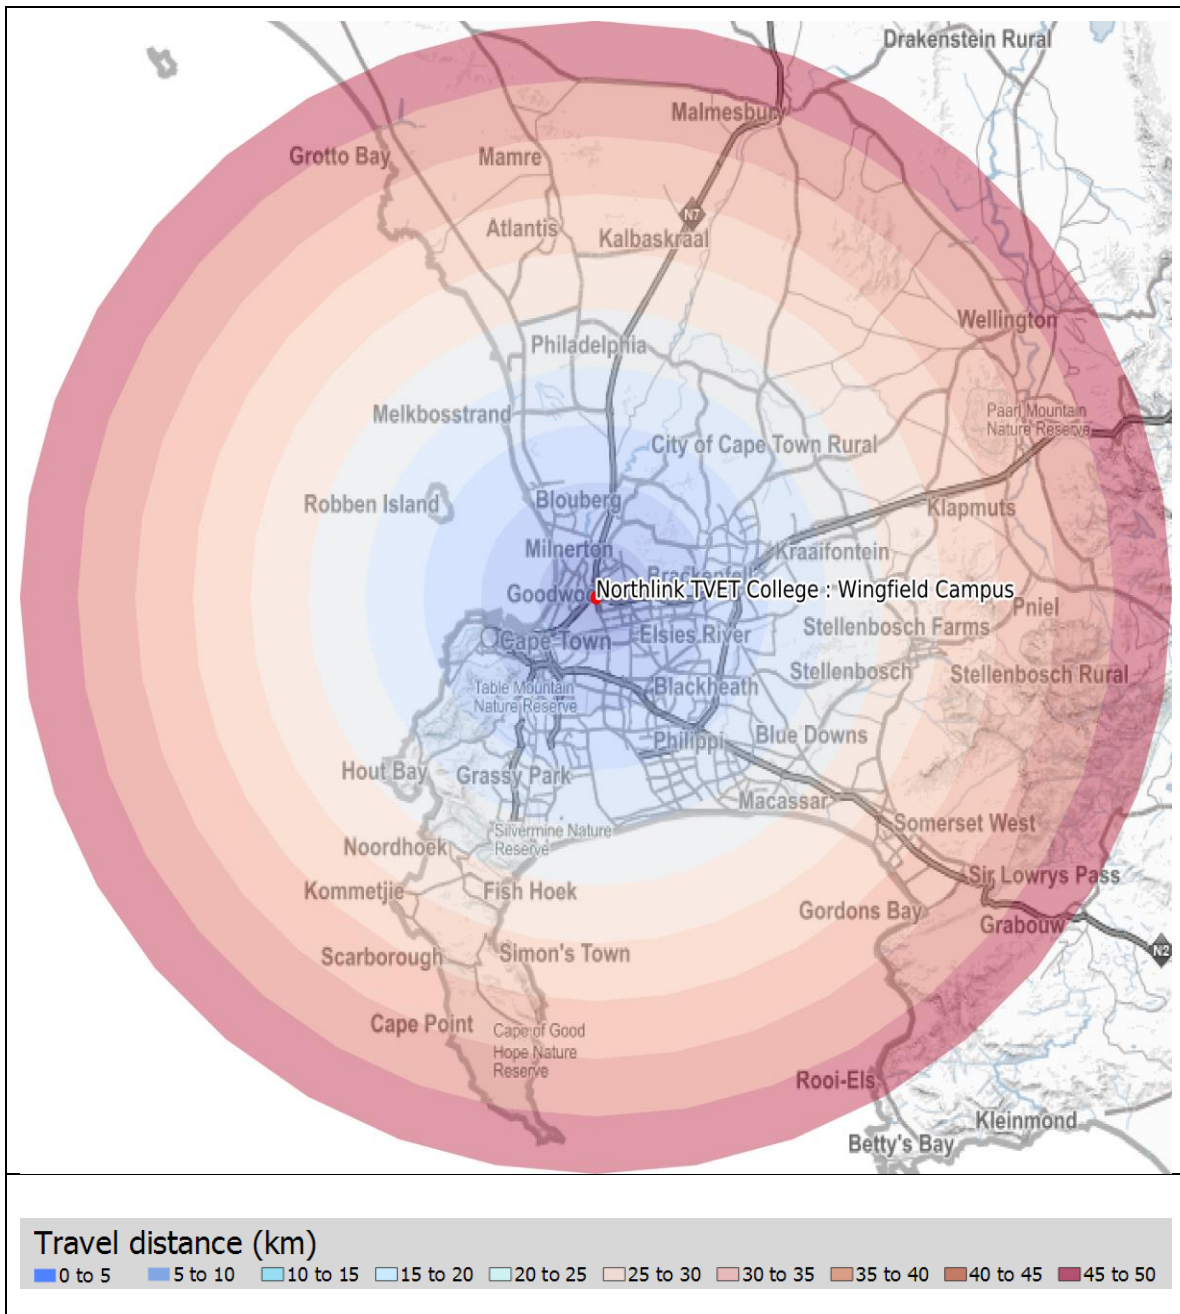 Drakenstein Rural
Malmesbury
Grotto Bay
Mamre
N7
Atlantis
Kalbaskraal
Wellington
Philadelphia
Melkbosstrand
Paarl Mountain
Nature Reserve
City of Cape Town Rural
Robben Island
Blouberg
Klapmuts
Milnerton
Kraaifontein
Brackenfell
Goodwood
Northlink TVET College : Wingfield Campus
Pniel
Cape Town
Elsies River
Stellenbosch Farms
Stellenbosch
Stellenbosch Rural
Table Mountain
Nature Reserve
Blackheath
Philippi
Blue Downs
Hout Bay
Grassy Park
Macassar
Silvermine Nature
Reserve
Somerset West
Noordhoek
Kommetjie
Fish Hoek
Sir Lowrys Pass
Gordons Bay
Grabouw
N2
Scarborough
Simon's Town
Cape Point
Cape of Good
Hope Nature
Reserve
Rooi-Els
Kleinmond
Betty's Bay
Travel distance (km)
0 to 5 5 to 10 10 to 15 15 to 20 20 to 25 25 to 30 30 to 35 35 to 40 40 to 45 45 to 50